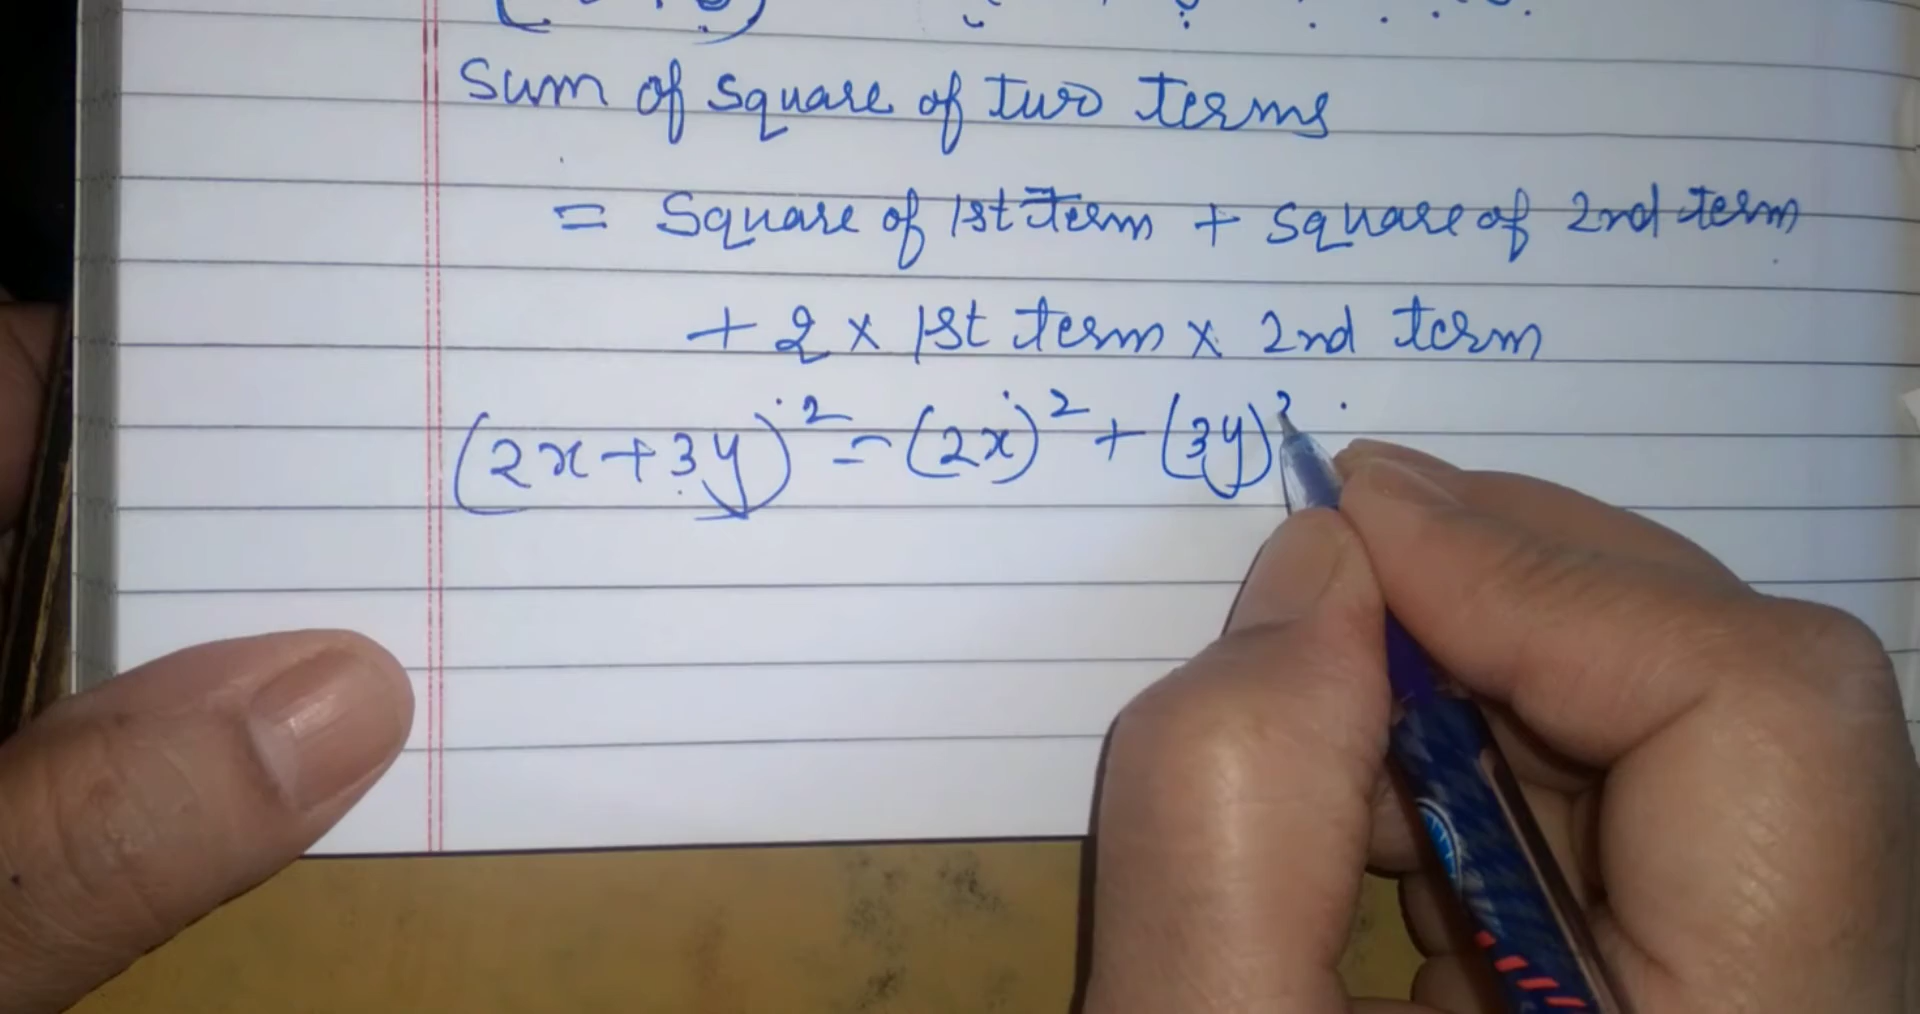 Sum of square of two terms
= Square of 1st term + square of 2nd term
+ 2 × 1st term × 2nd term
(2x+3y)² = (2x)² + (3y)²